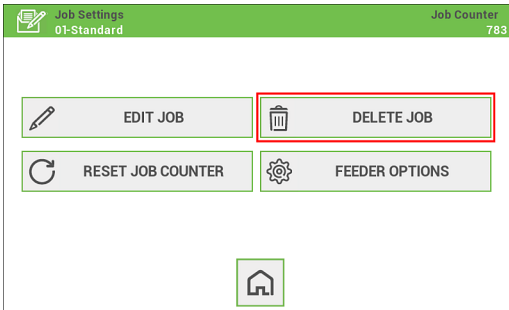 Job Settings
Job Counter
01-Standard
783
EDIT JOB
DELETE JOB
RESET JOB COUNTER
FEEDER OPTIONS